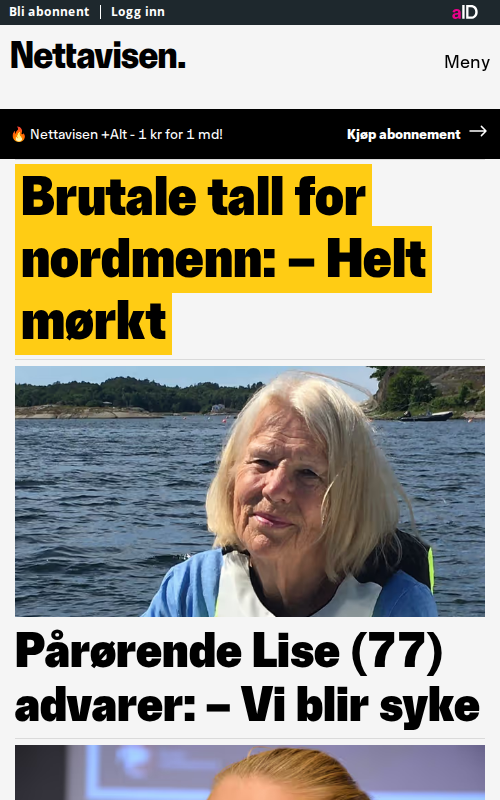 Bli abonnent | Logg inn
aID
Nettavisen.
Meny
🔥 Nettavisen +Alt - 1 kr for 1 md!
Kjøp abonnement →
Brutale tall for
nordmenn: – Helt
mørkt
Pårørende Lise (77)
advarer: – Vi blir syke